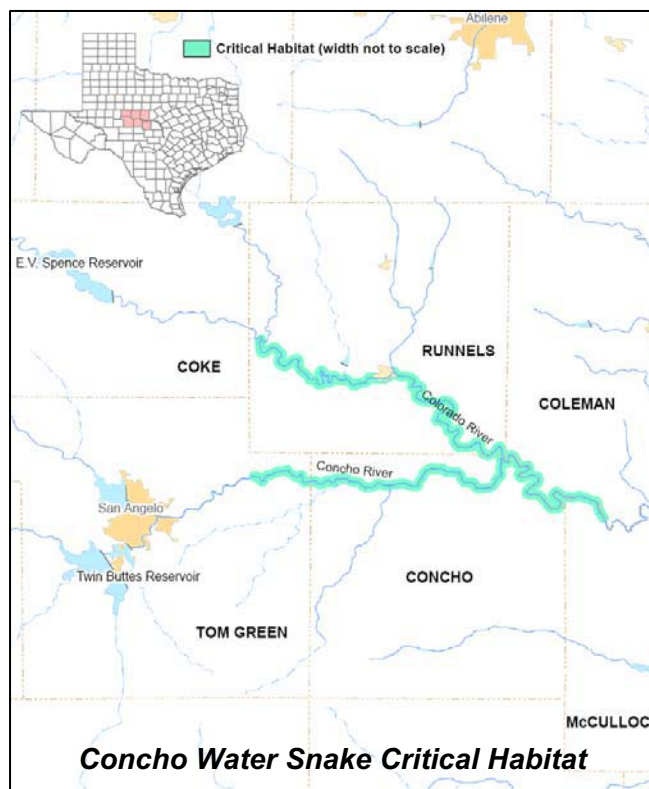 Abilene
Critical Habitat (width not to scale)
E.V. Spence Reservoir
COKE
RUNNELS
COLEMAN
Colorado River
Concho River
San Angelo
Twin Buttes Reservoir
CONCHO
TOM GREEN
McCULLOC
Concho Water Snake Critical Habitat